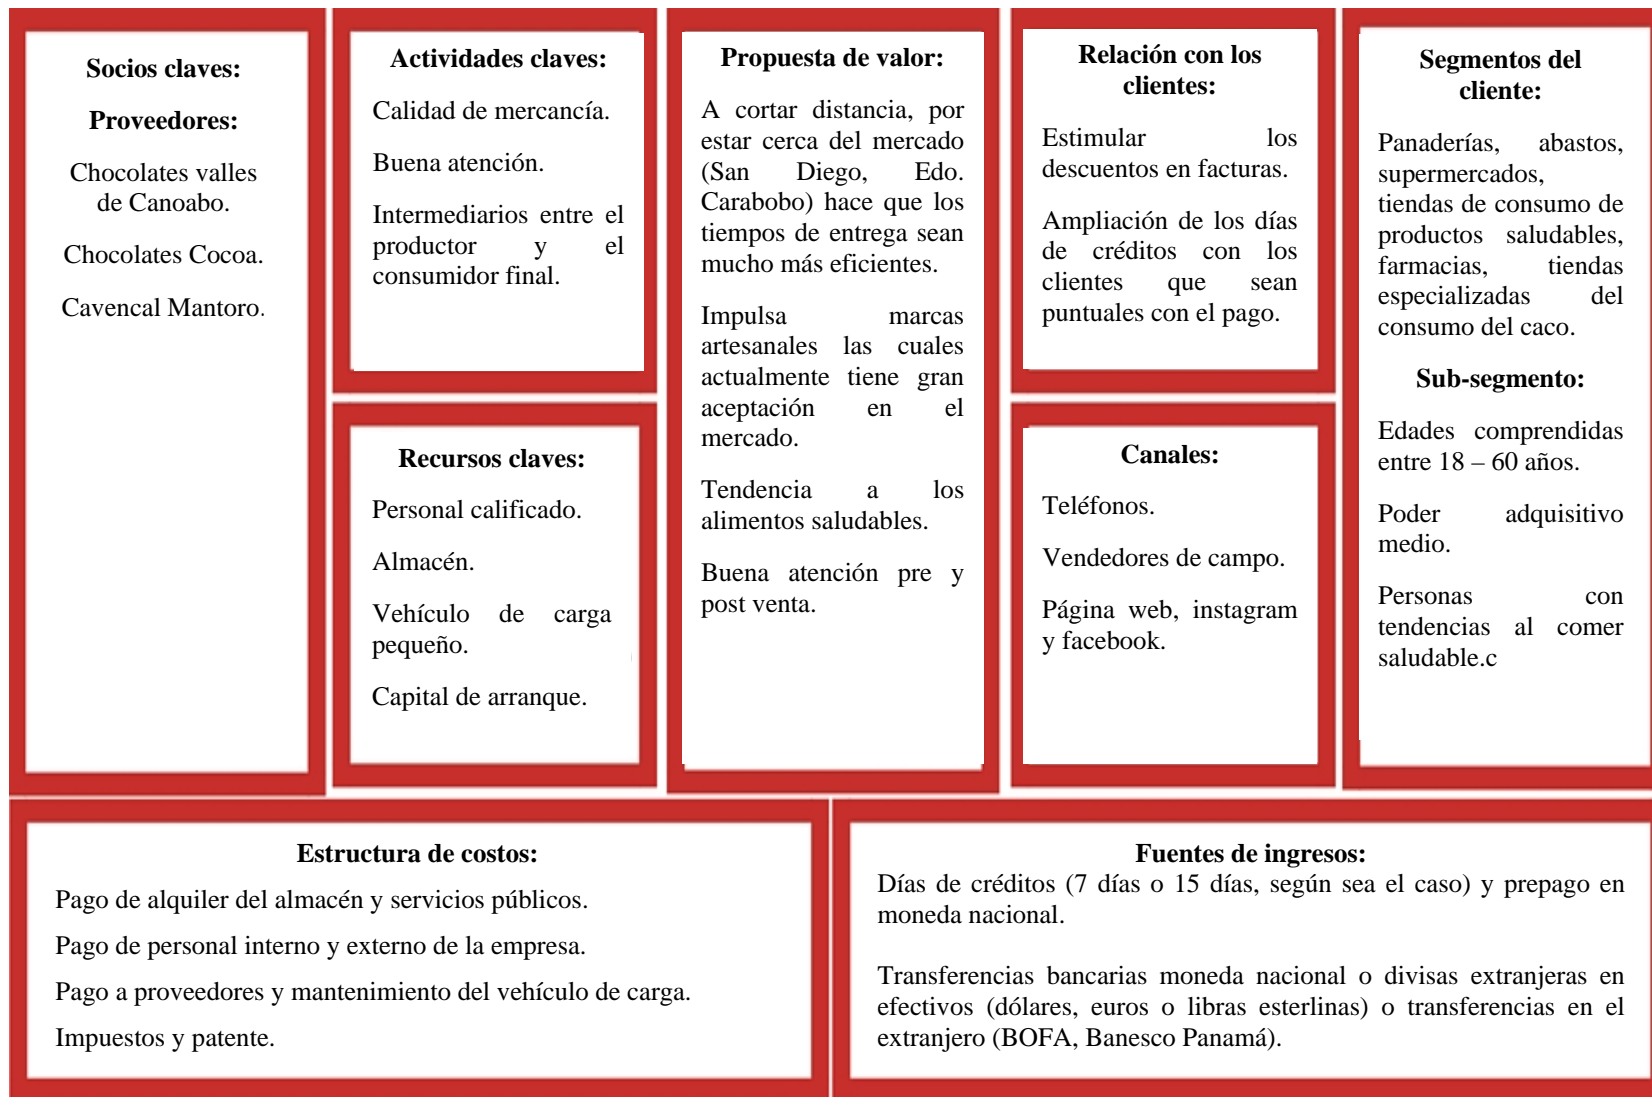 Socios claves:
Proveedores:
Chocolates valles
de Canoabo.
Chocolates Cocoa.
Cavencal Mantoro.
Actividades claves:
Calidad de mercancía.
Buena atención.
Intermediarios entre el
productor y el
consumidor final.
Recursos claves:
Personal calificado.
Almacén.
Vehículo de carga
pequeño.
Capital de arranque.
Propuesta de valor:
A cortar distancia, por
estar cerca del mercado
(San Diego, Edo.
Carabobo) hace que los
tiempos de entrega sean
mucho más eficientes.
Impulsa marcas
artesanales las cuales
actualmente tiene gran
aceptación en el
mercado.
Tendencia a los
alimentos saludables.
Buena atención pre y
post venta.
Relación con los
clientes:
Estimular los
descuentos en facturas.
Ampliación de los días
de créditos con los
clientes que sean
puntuales con el pago.
Canales:
Teléfonos.
Vendedores de campo.
Página web, instagram
y facebook.
Segmentos del
cliente:
Panaderías, abastos,
supermercados,
tiendas de consumo de
productos saludables,
farmacias, tiendas
especializadas del
consumo del caco.
Sub-segmento:
Edades comprendidas
entre 18 – 60 años.
Poder adquisitivo
medio.
Personas con
tendencias al comer
saludable.c
Estructura de costos:
Pago de alquiler del almacén y servicios públicos.
Pago de personal interno y externo de la empresa.
Pago a proveedores y mantenimiento del vehículo de carga.
Impuestos y patente.
Fuentes de ingresos:
Días de créditos (7 días o 15 días, según sea el caso) y prepago en
moneda nacional.
Transferencias bancarias moneda nacional o divisas extranjeras en
efectivos (dólares, euros o libras esterlinas) o transferencias en el
extranjero (BOFA, Banesco Panamá).